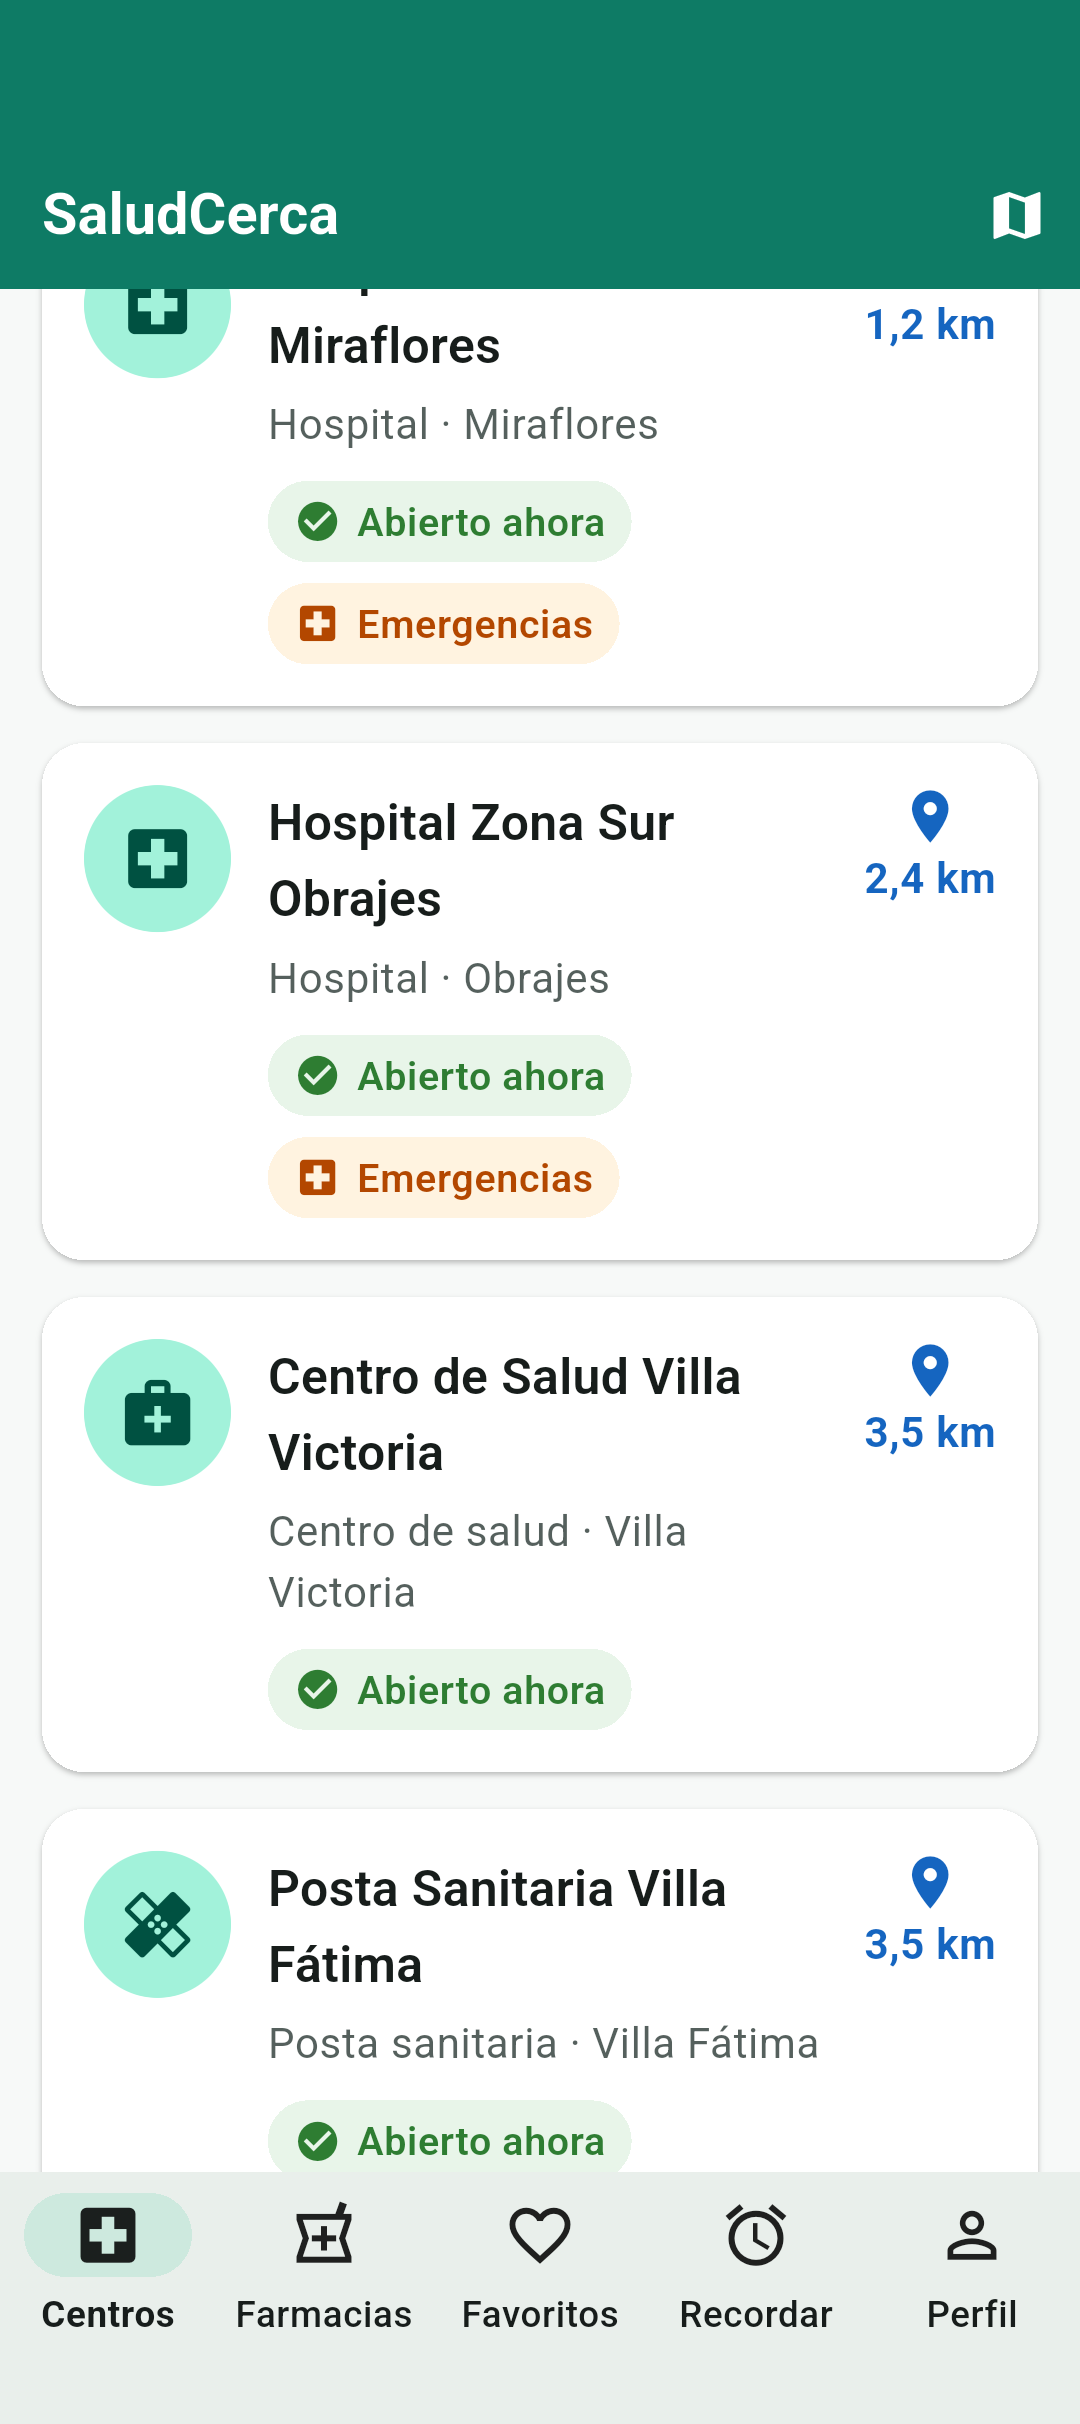 SaludCerca
Miraflores
1,2 km
Hospital · Miraflores
Abierto ahora
Emergencias
Hospital Zona Sur
Obrajes
2,4 km
Hospital · Obrajes
Abierto ahora
Emergencias
Centro de Salud Villa
Victoria
3,5 km
Centro de salud · Villa
Victoria
Abierto ahora
Posta Sanitaria Villa
Fátima
3,5 km
Posta sanitaria · Villa Fátima
Abierto ahora
Centros
Farmacias
Favoritos
Recordar
Perfil